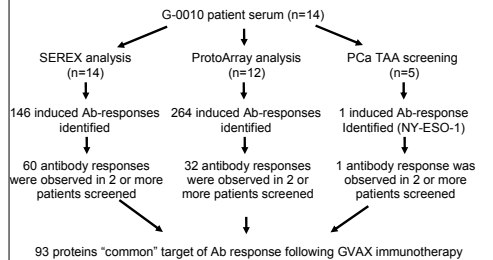 G-0010 patient serum (n=14)
SEREX analysis
(n=14)
ProtoArray analysis
(n=12)
PCa TAA screening
(n=5)
146 induced Ab-responses
identified
264 induced Ab-responses
identified
1 induced Ab-response
Identified (NY-ESO-1)
60 antibody responses
were observed in 2 or more
patients screened
32 antibody responses
were observed in 2 or
more patients screened
1 antibody response was
observed in 2 or more
patients screened
93 proteins “common” target of Ab response following GVAX immunotherapy